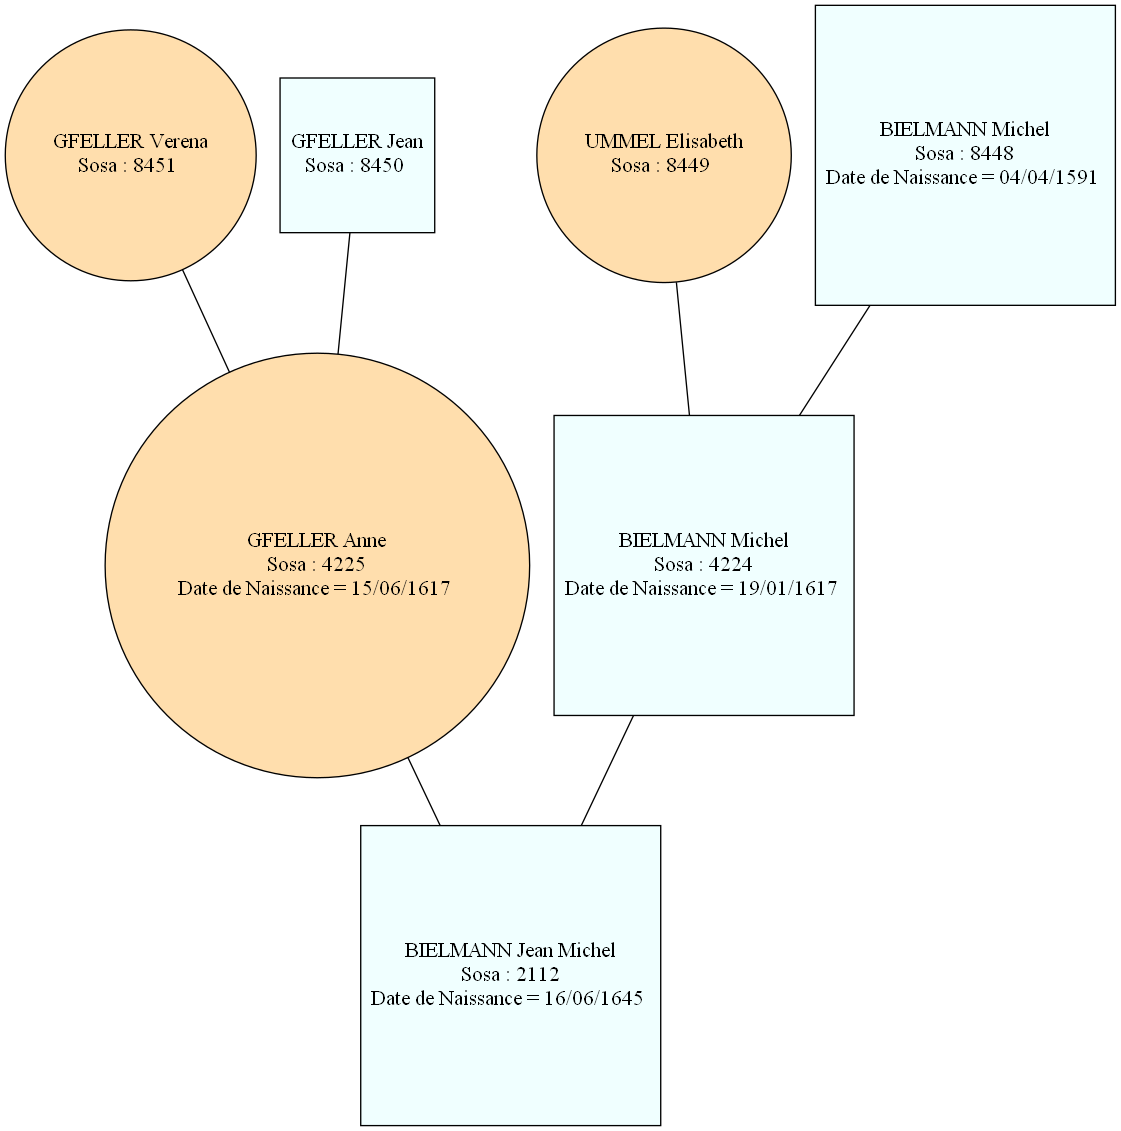 GFELLER Verena
Sosa : 8451
GFELLER Jean
Sosa : 8450
UMMEL Elisabeth
Sosa : 8449
BIELMANN Michel
Sosa : 8448
Date de Naissance = 04/04/1591
GFELLER Anne
Sosa : 4225
Date de Naissance = 15/06/1617
BIELMANN Michel
Sosa : 4224
Date de Naissance = 19/01/1617
BIELMANN Jean Michel
Sosa : 2112
Date de Naissance = 16/06/1645